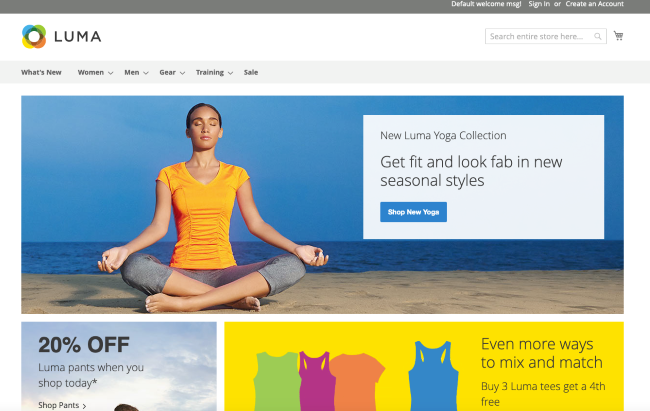 Default welcome msg! Sign In or Create an Account
LUMA
Search entire store here...
What's New Women Men Gear Training Sale
New Luma Yoga Collection
Get fit and look fab in new
seasonal styles
Shop New Yoga
20% OFF
Luma pants when you
shop today*
Shop Pants
Even more ways
to mix and match
Buy 3 Luma tees get a 4th
free